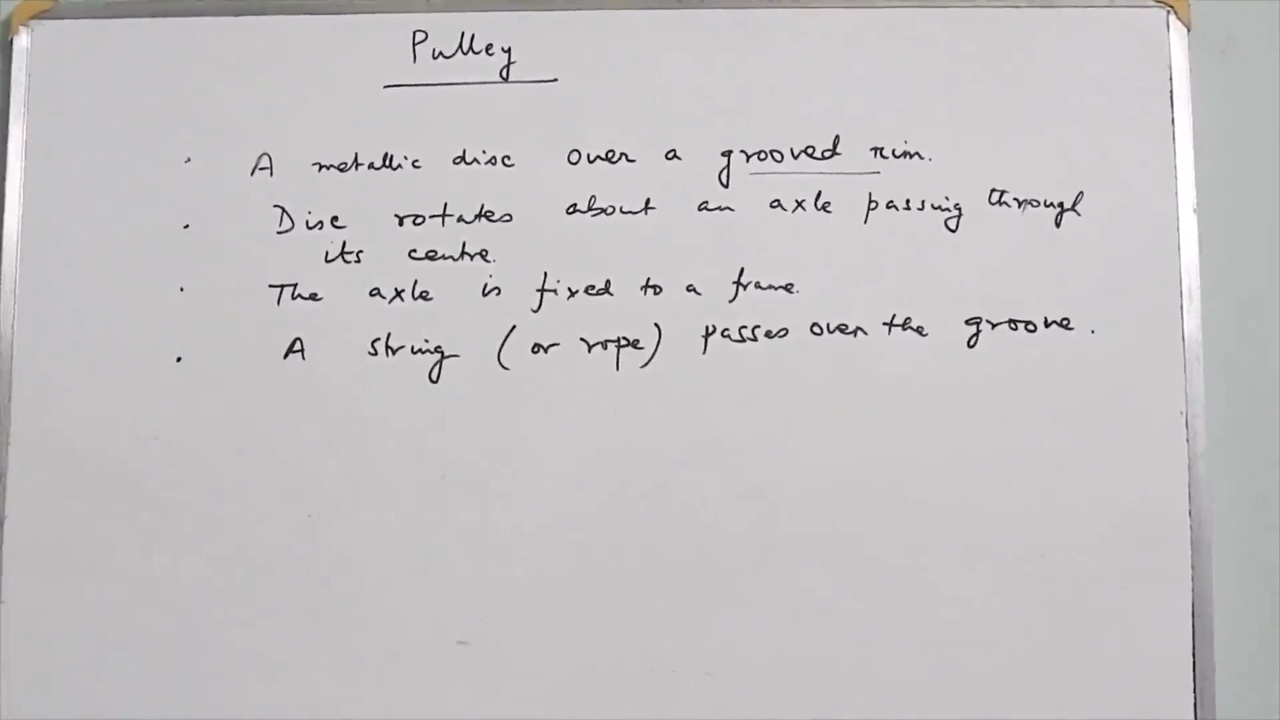 Pulley
· A metallic disc over a grooved rim.
· Disc rotates about an axle passing through
its centre.
· The axle is fixed to a frame.
· A string (or rope) passes over the groove.